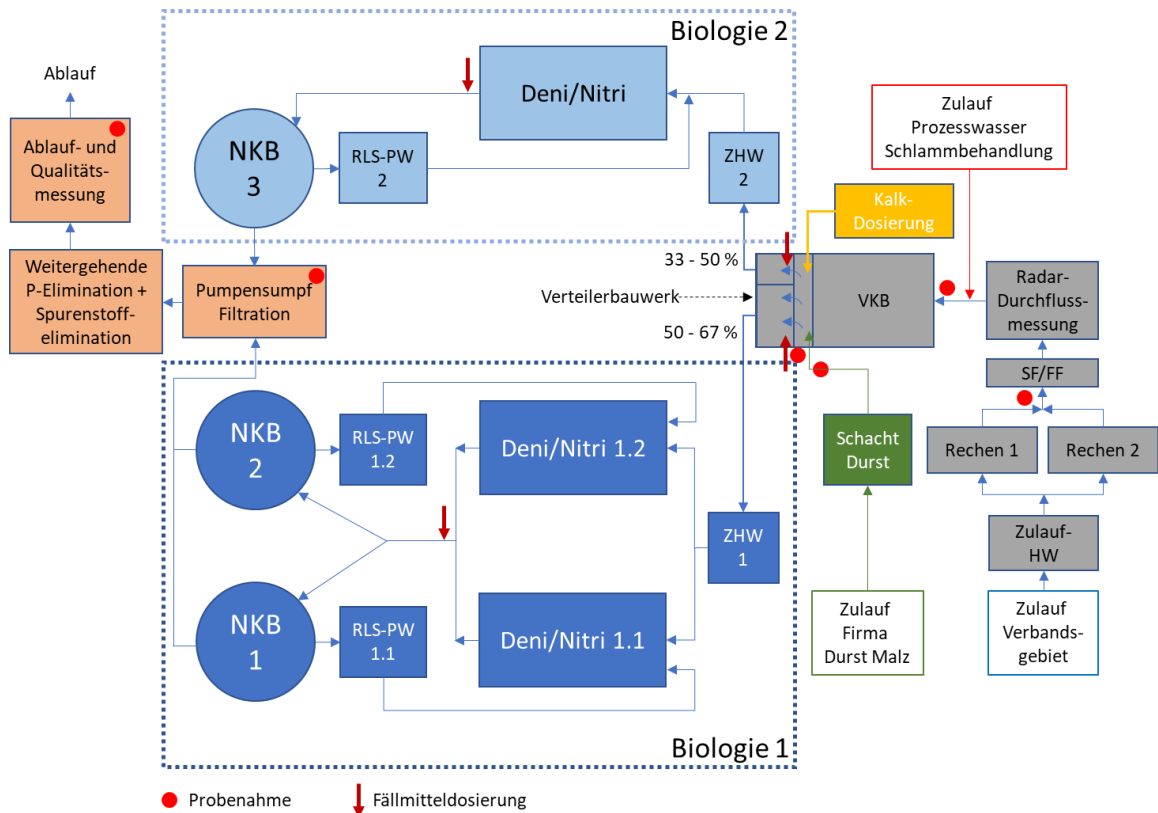 Biologie 2
Ablauf
Ablauf- und
Qualitäts-
messung
Weitergehende
P-Elimination +
Spurenstoff-
elimination
Pumpensumpf
Filtration
NKB
3
RLS-PW
2
Deni/Nitri
ZHW
2
33 - 50 %
Verteilerbauwerk
50 - 67 %
VKB
Kalk-
Dosierung
Zulauf
Prozesswasser
Schlammbehandlung
Radar-
Durchfluss-
messung
SF/FF
Rechen 1
Rechen 2
Zulauf-
HW
Zulauf
Verbands-
gebiet
Schacht
Durst
Zulauf
Firma
Durst Malz
NKB
2
RLS-PW
1.2
Deni/Nitri 1.2
ZHW
1
NKB
1
RLS-PW
1.1
Deni/Nitri 1.1
Biologie 1
Probenahme
Fällmitteldosierung